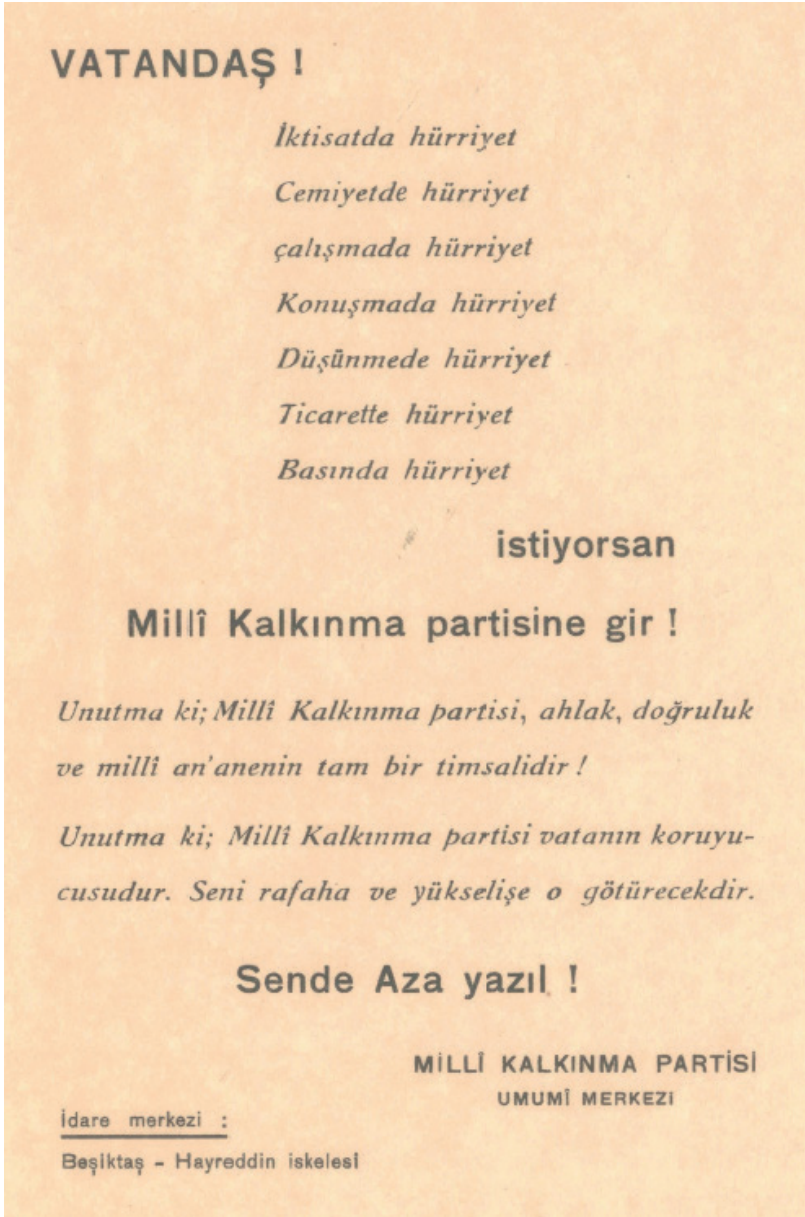 VATANDAŞ !
İktisatda hürriyet
Cemiyetde hürriyet
çalışmada hürriyet
Konuşmada hürriyet
Düşünmede hürriyet
Ticarette hürriyet
Basında hürriyet
istiyorsan
Millî Kalkınma partisine gir !
Unutma ki; Millî Kalkınma partisi, ahlak, doğruluk
ve millî an'anenin tam bir timsalidir !
Unutma ki; Millî Kalkınma partisi vatanın koruyu-
cusudur. Seni rafaha ve yükselişe o götürecekdir.
Sende Aza yazıl !
MİLLÎ KALKINMA PARTİSİ
UMUMÎ MERKEZİ
İdare merkezi :
Beşiktaş - Hayreddin iskelesi